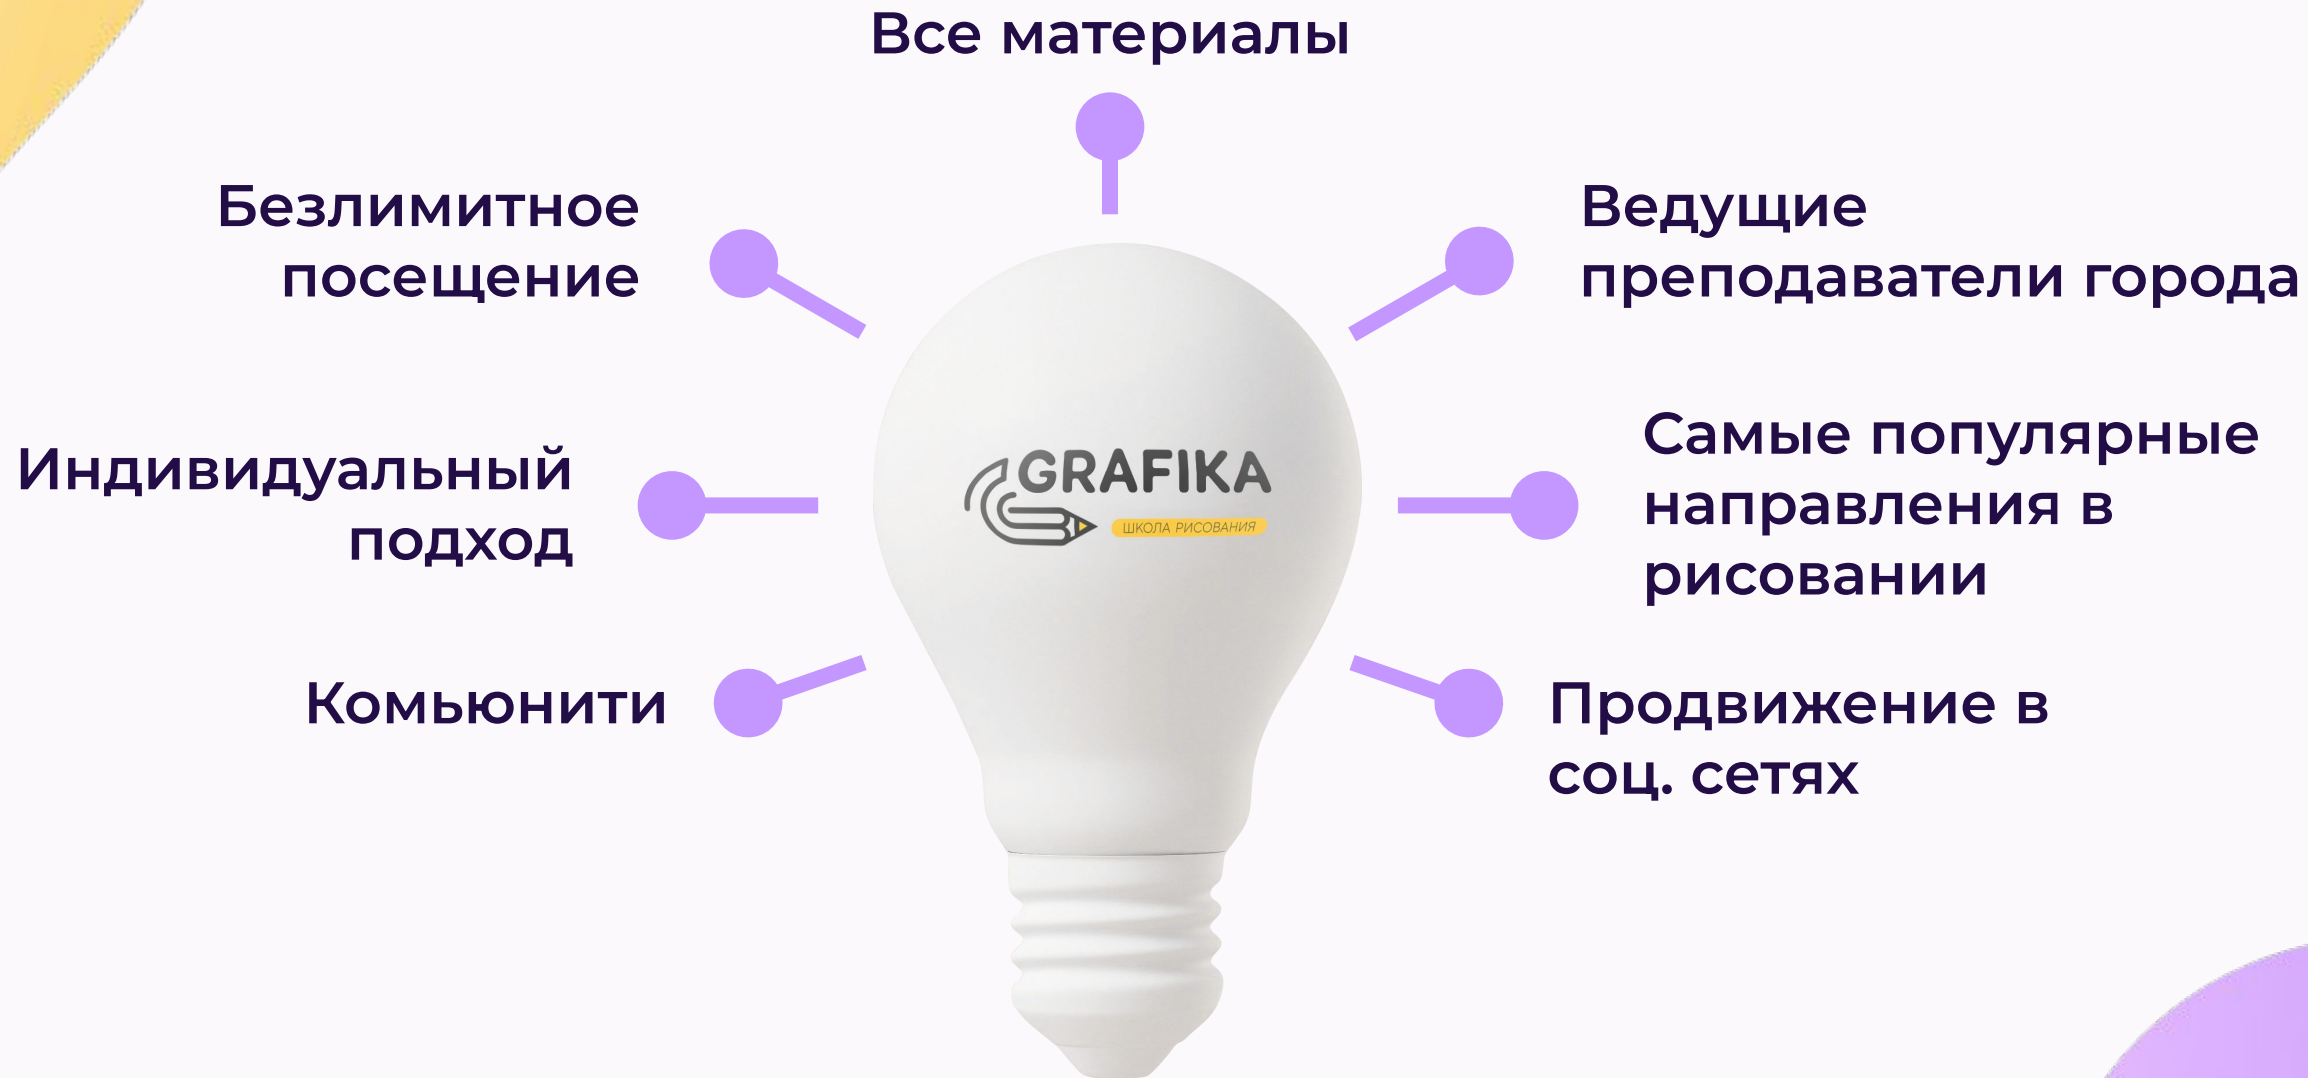 Все материалы
Безлимитное
посещение
Ведущие
преподаватели города
Индивидуальный
подход
GRAFIKA
ШКОЛА РИСОВАНИЯ
Самые популярные
направления в
рисовании
Комьюнити
Продвижение в
соц. сетях